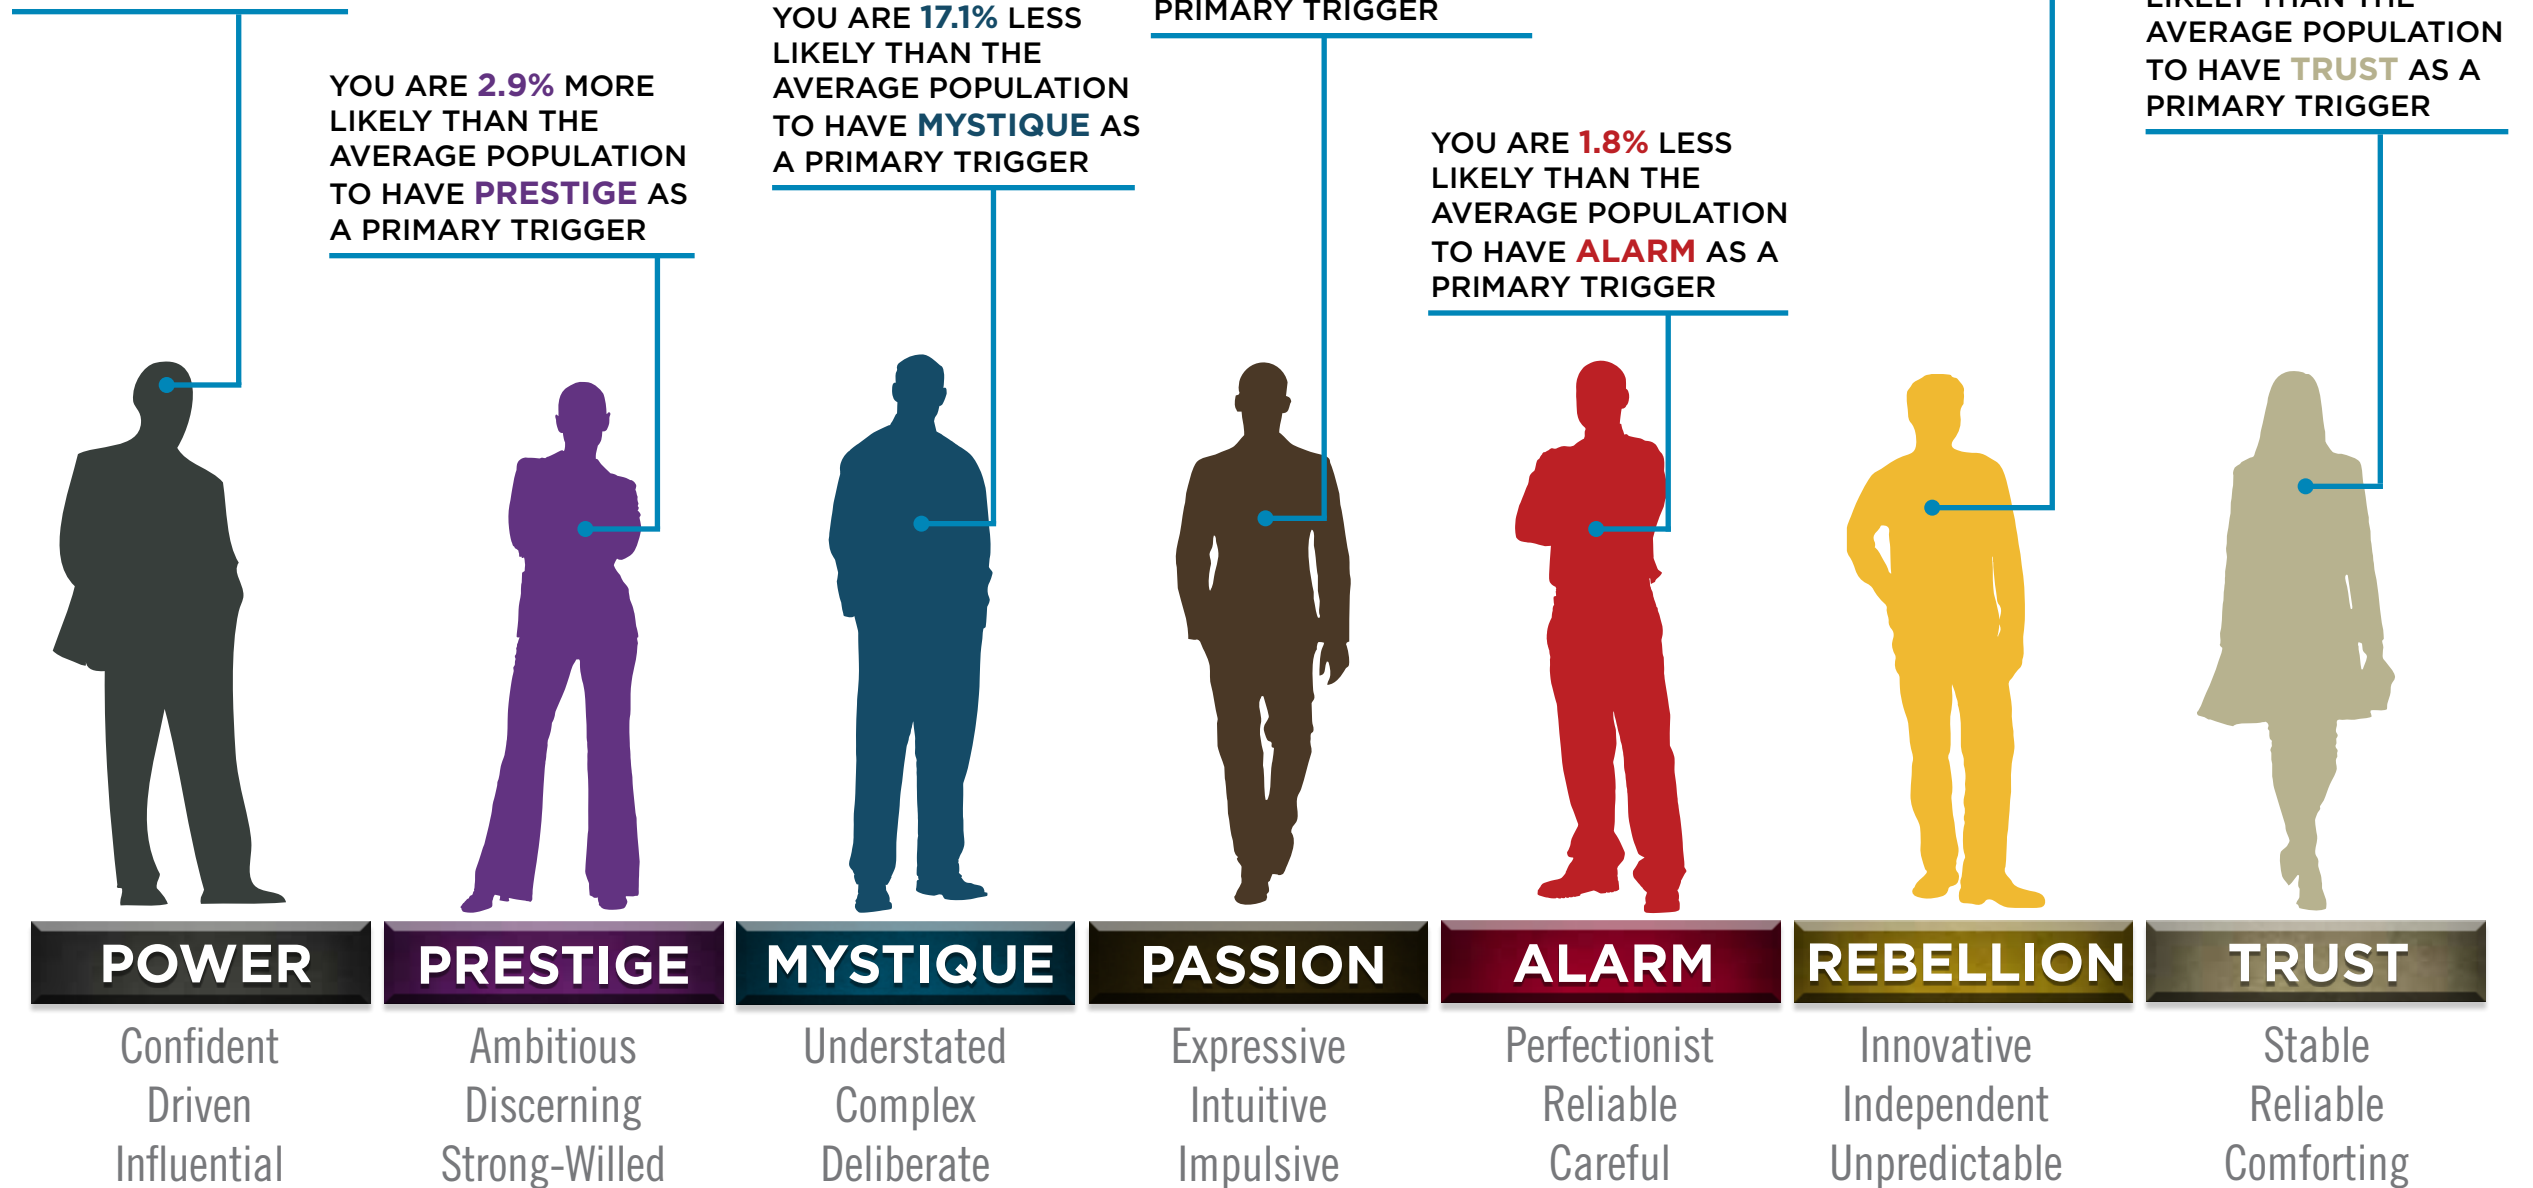 YOU ARE 2.9% MORE
LIKELY THAN THE
AVERAGE POPULATION
TO HAVE PRESTIGE AS
A PRIMARY TRIGGER
YOU ARE 17.1% LESS
LIKELY THAN THE
AVERAGE POPULATION
TO HAVE MYSTIQUE AS
A PRIMARY TRIGGER
PRIMARY TRIGGER
YOU ARE 1.8% LESS
LIKELY THAN THE
AVERAGE POPULATION
TO HAVE ALARM AS A
PRIMARY TRIGGER
LIKELY THAN THE
AVERAGE POPULATION
TO HAVE TRUST AS A
PRIMARY TRIGGER
POWER
Confident
Driven
Influential
PRESTIGE
Ambitious
Discerning
Strong-Willed
MYSTIQUE
Understated
Complex
Deliberate
PASSION
Expressive
Intuitive
Impulsive
ALARM
Perfectionist
Reliable
Careful
REBELLION
Innovative
Independent
Unpredictable
TRUST
Stable
Reliable
Comforting